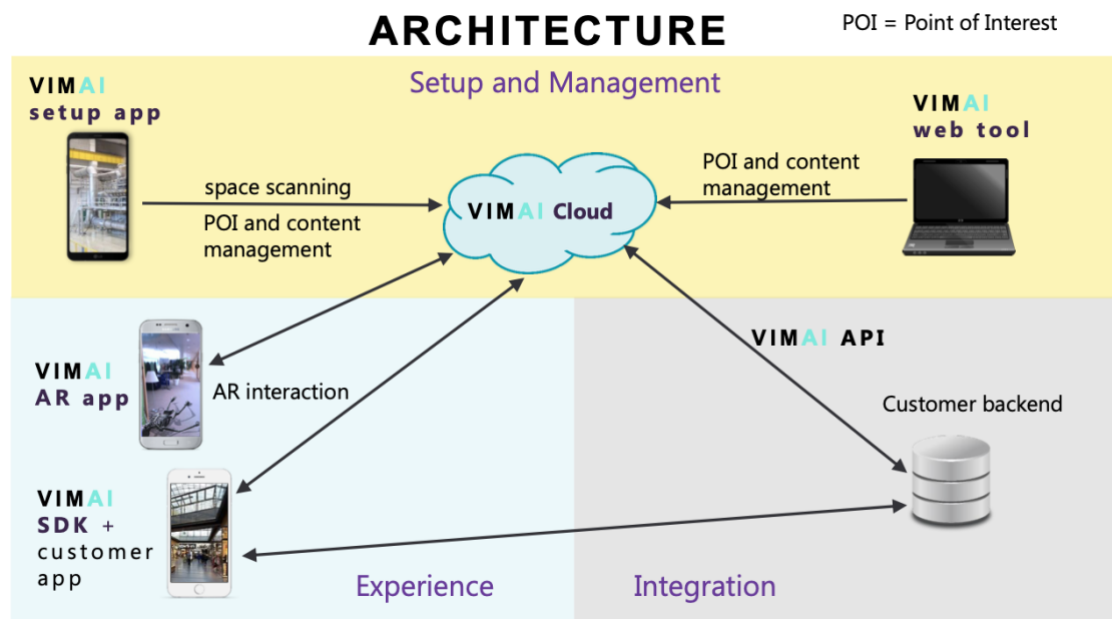 ARCHITECTURE
POI = Point of Interest
Setup and Management
VIMAI
setup app
VIMAI
web tool
space scanning
POI and content
management
POI and content
management
VIMAI Cloud
VIMAI
AR app
AR interaction
VIMAI API
Customer backend
VIMAI
SDK +
customer
app
Experience
Integration